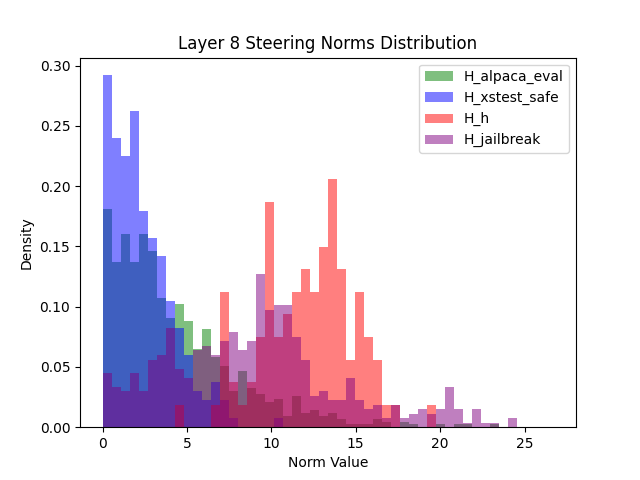 Layer 8 Steering Norms Distribution
H_alpaca_eval
H_xstest_safe
H_h
H_jailbreak
0.30
0.25
0.20
0.15
0.10
0.05
0.00
Density
0 5 10 15 20 25
Norm Value